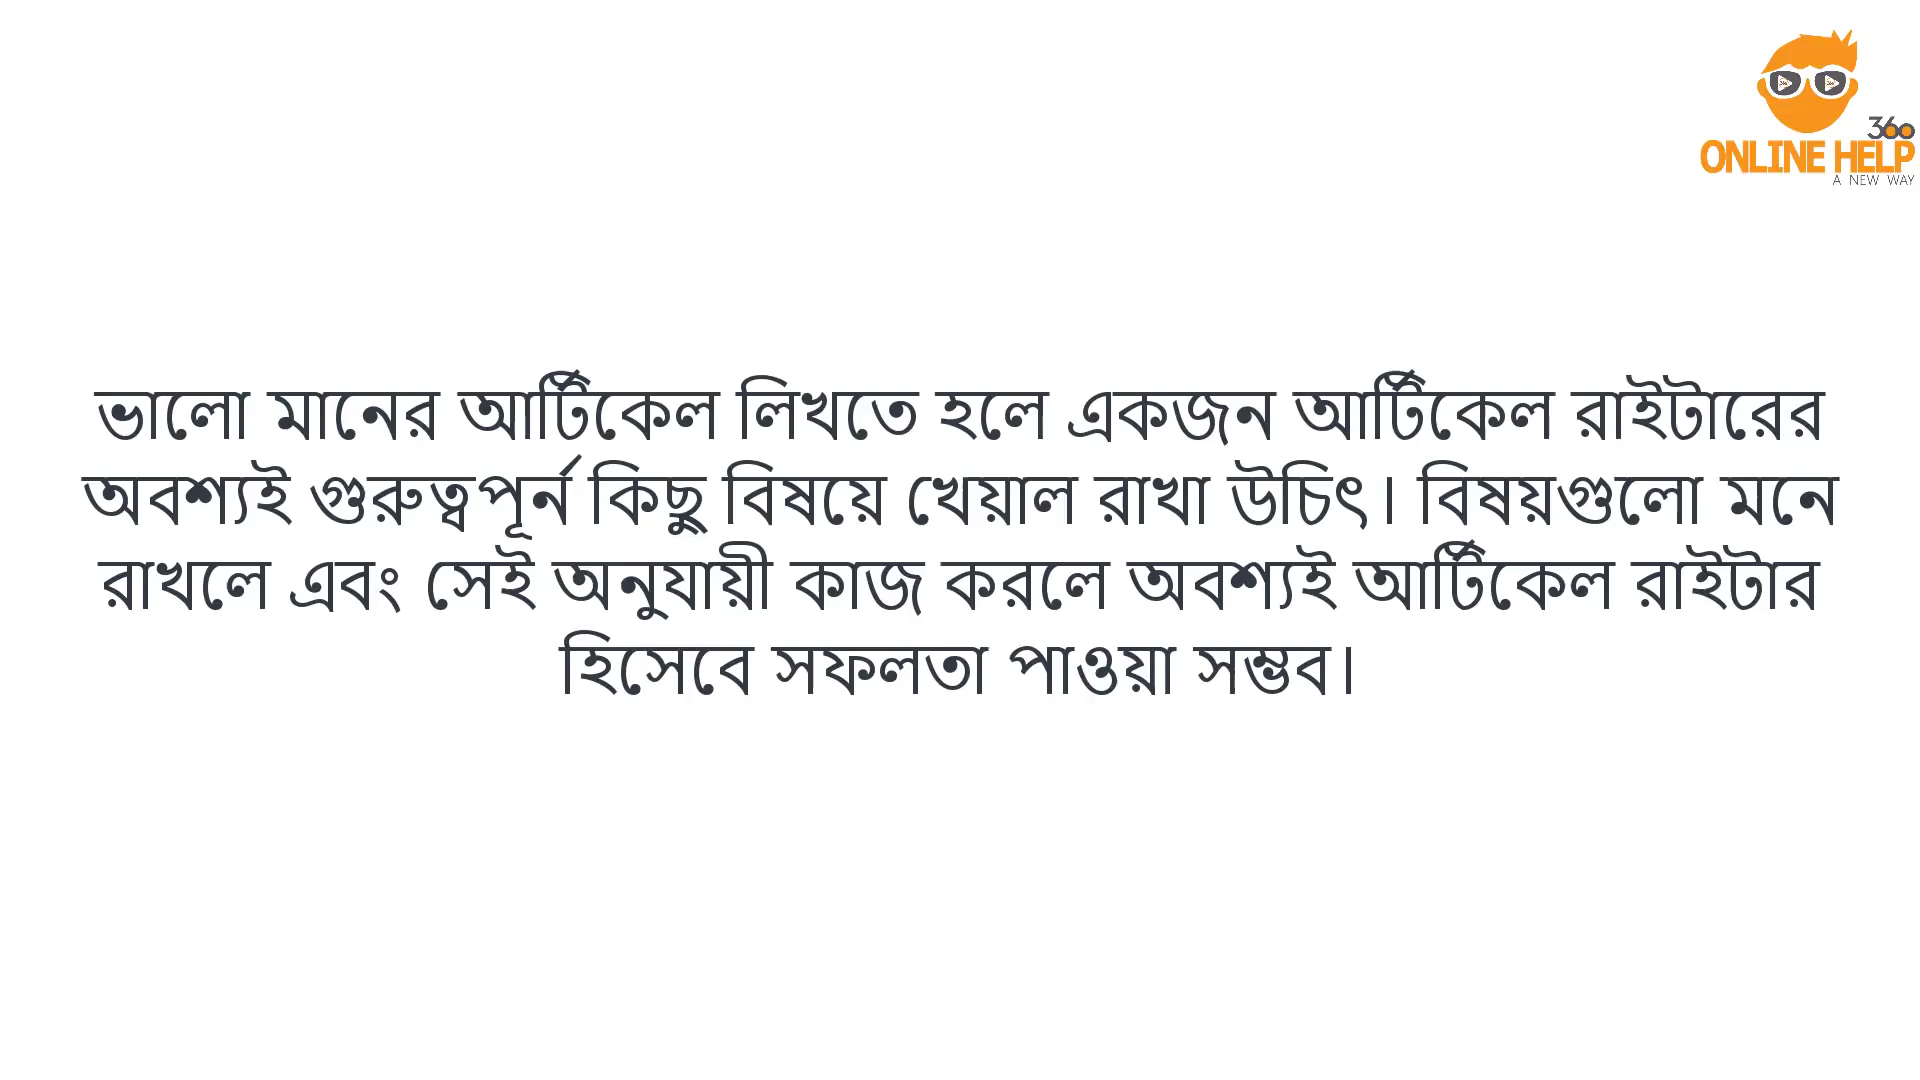 360
ONLINE HELP
A NEW WAY
ভালো মানের আর্টিকেল লিখতে হলে একজন আর্টিকেল রাইটারের
অবশ্যই গুরুত্বপূর্ন কিছু বিষয়ে খেয়াল রাখা উচিৎ। বিষয়গুলো মনে
রাখলে এবং সেই অনুযায়ী কাজ করলে অবশ্যই আর্টিকেল রাইটার
হিসেবে সফলতা পাওয়া সম্ভব।